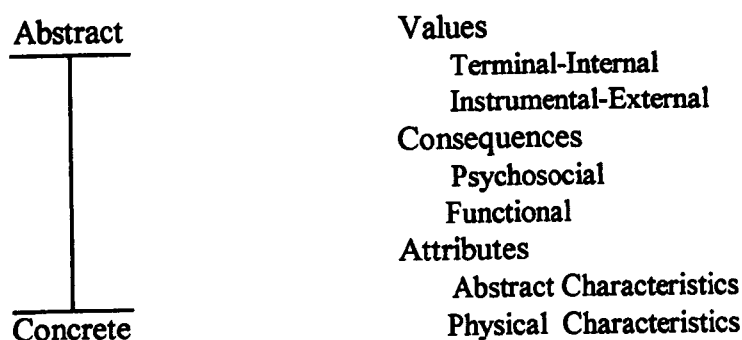 Abstract
Values
Terminal-Internal
Instrumental-External
Consequences
Psychosocial
Functional
Attributes
Abstract Characteristics
Physical Characteristics
Concrete